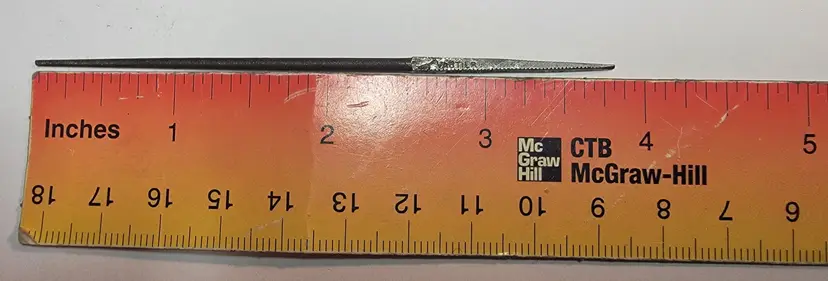 Inches 1 2 3 4 5
Mc
Graw
Hill
CTB
McGraw-Hill
18 17 16 15 14 13 12 11 10 9 8 7 6